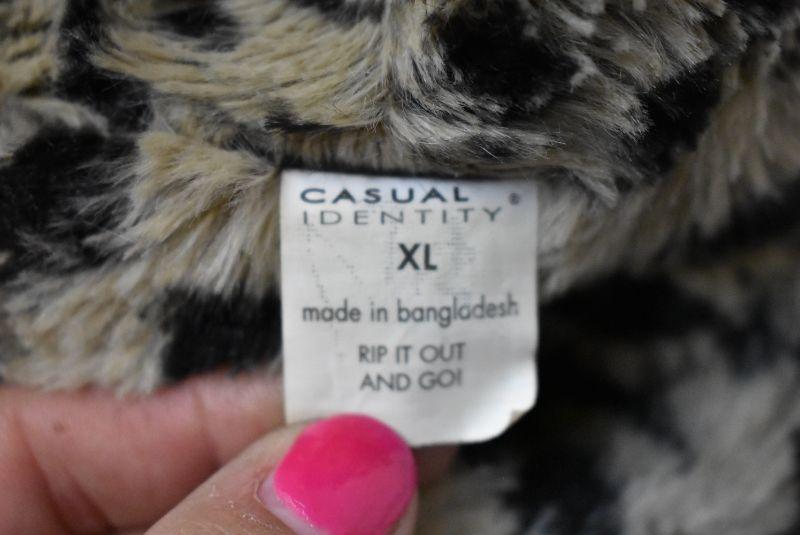 CASUAL ®
IDENTITY
XL
made in bangladesh
RIP IT OUT
AND GO!